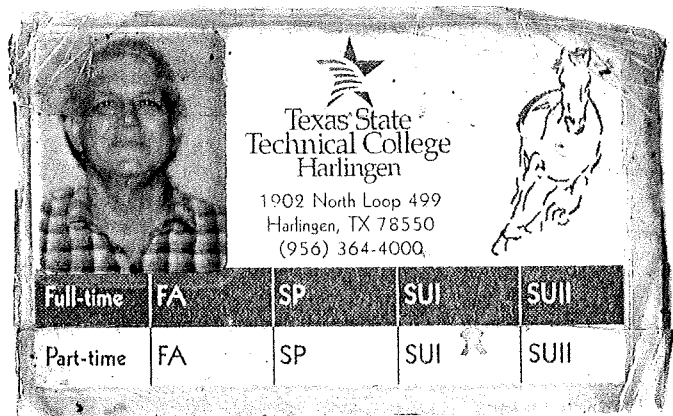 Texas State
Technical College
Harlingen
1902 North Loop 499
Harlingen, TX 78550
(956) 364-4000
Full-time FA SP SUI SUII
Part-time FA SP SUI SUII